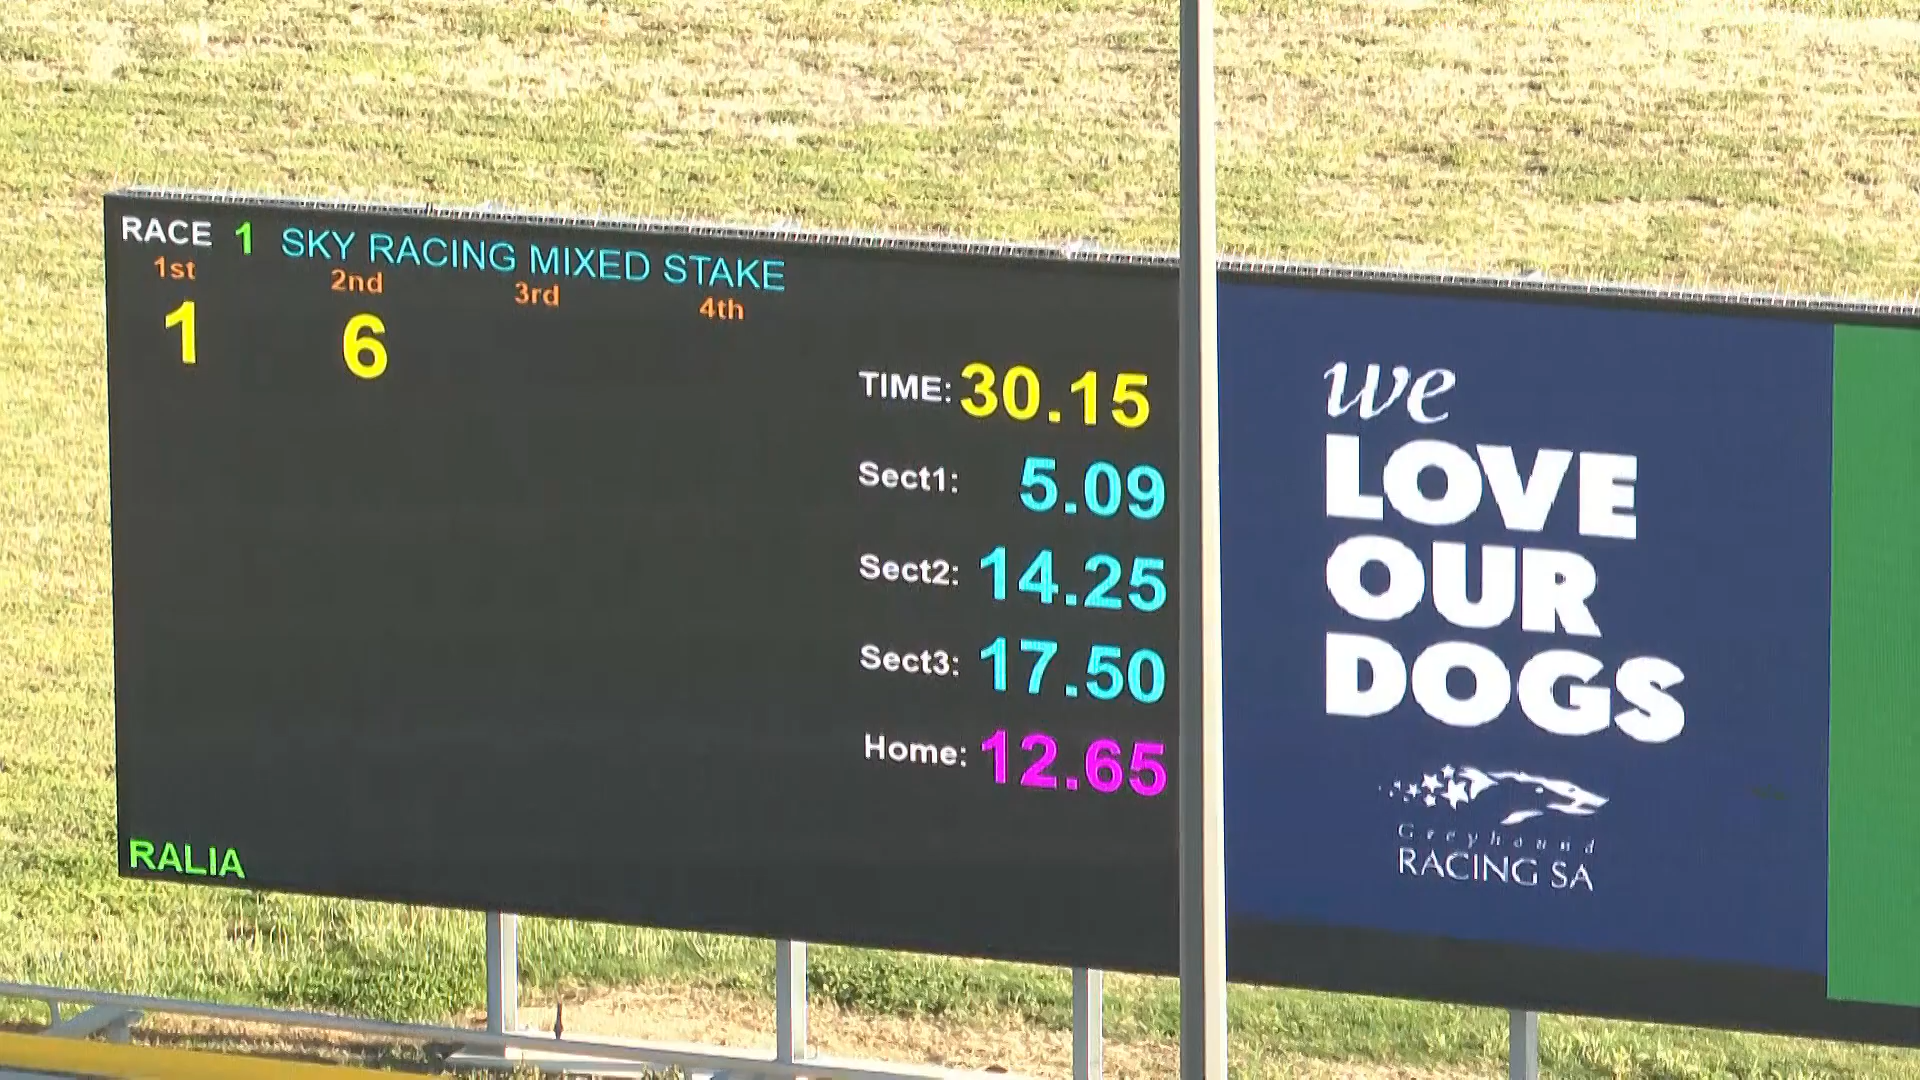 RACE 1 SKY RACING MIXED STAKE
1st 2nd 3rd 4th
1 6
TIME: 30.15
Sect1: 5.09
Sect2: 14.25
Sect3: 17.50
Home: 12.65
RALIA
we
LOVE
OUR
DOGS
Greyhound
RACING SA